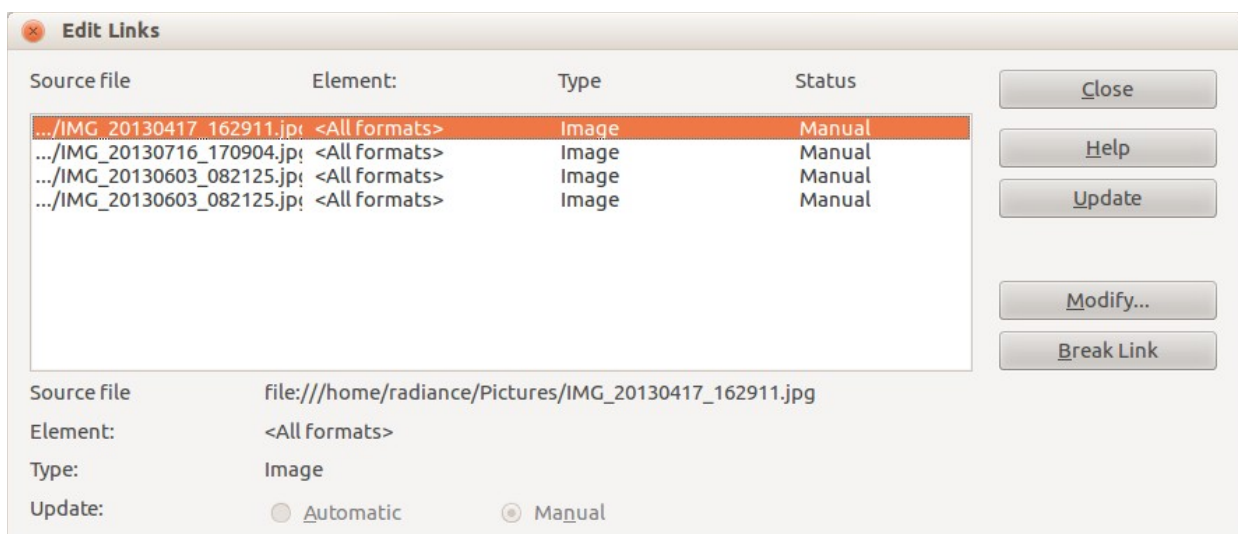 Edit Links
Source file Element: Type Status
.../IMG_20130417_162911.jpg <All formats> Image Manual
.../IMG_20130716_170904.jpg <All formats> Image Manual
.../IMG_20130603_082125.jpg <All formats> Image Manual
.../IMG_20130603_082125.jpg <All formats> Image Manual
Close
Help
Update
Modify...
Break Link
Source file file:///home/radiance/Pictures/IMG_20130417_162911.jpg
Element: <All formats>
Type: Image
Update: Automatic Manual